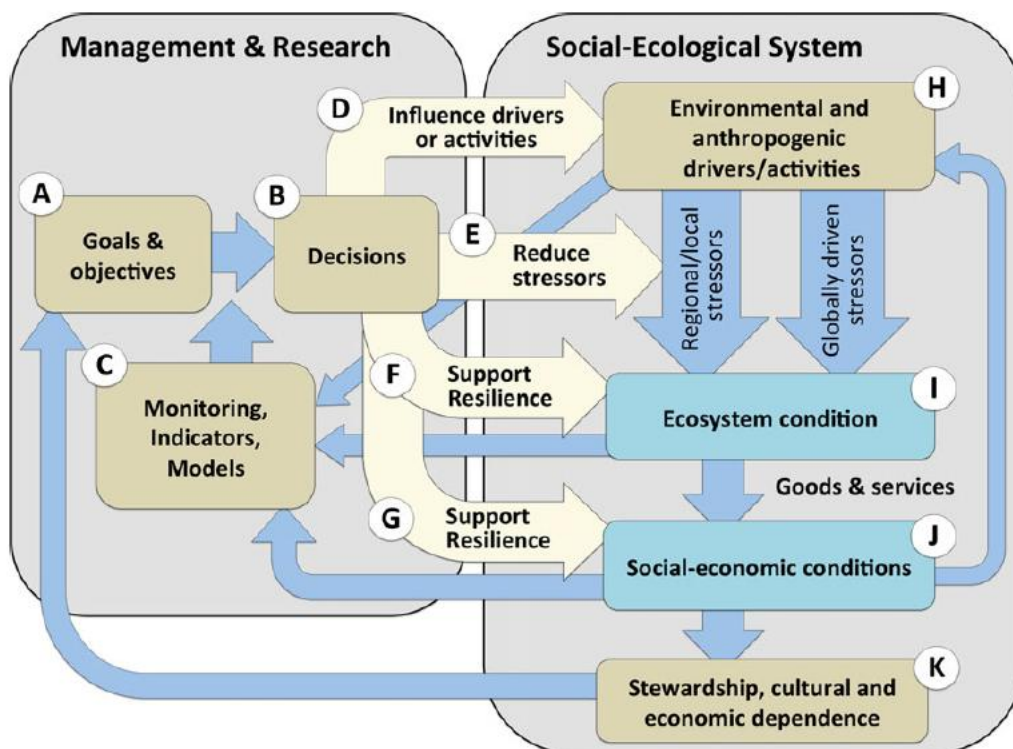 Management & Research
Social-Ecological System
D
Influence drivers
or activities
H
Environmental and
anthropogenic
drivers/activities
A
Goals &
objectives
B
Decisions
E
Reduce
stressors
Regional/local
stressors
Globally driven
stressors
C
Monitoring,
Indicators,
Models
F
Support
Resilience
I
Ecosystem condition
Goods & services
G
Support
Resilience
J
Social-economic conditions
K
Stewardship, cultural and
economic dependence